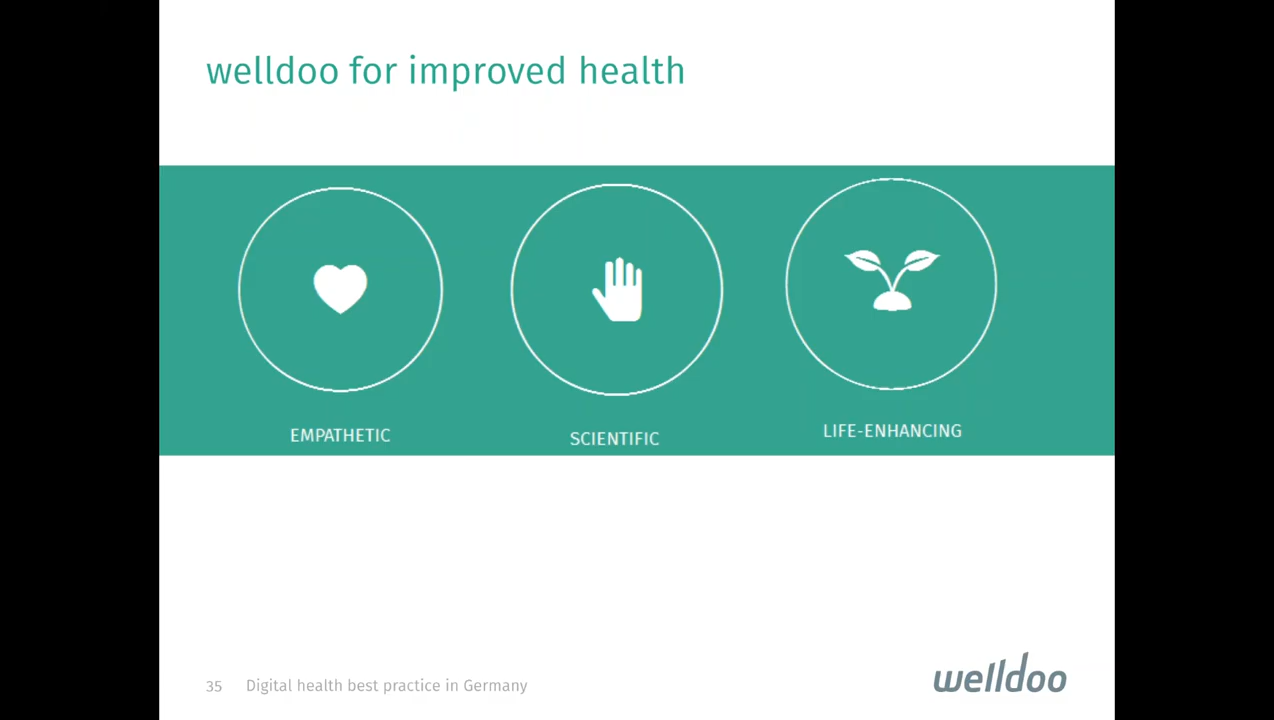 welldoo for improved health
EMPATHETIC
SCIENTIFIC
LIFE-ENHANCING
35 Digital health best practice in Germany
welldoo